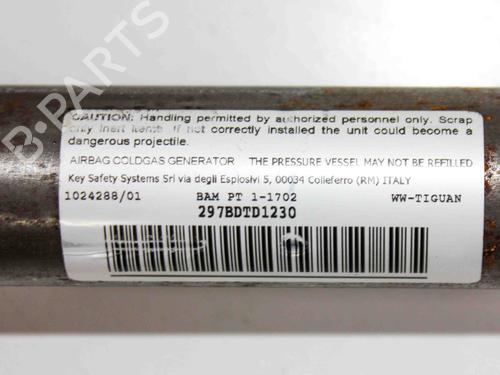 B-PARTS
CAUTION: Handling permitted by authorized personnel only. Scrap
only inert items. If not correctly installed the unit could become a
dangerous projectile.
AIRBAG COLDGAS GENERATOR THE PRESSURE VESSEL MAY NOT BE REFILLED
Key Safety Systems Srl via degli Esplosivi 5, 00034 Colleferro (RM) ITALY
1024288/01 BAM PT 1-1702 WW-TIGUAN
297BDTD1230